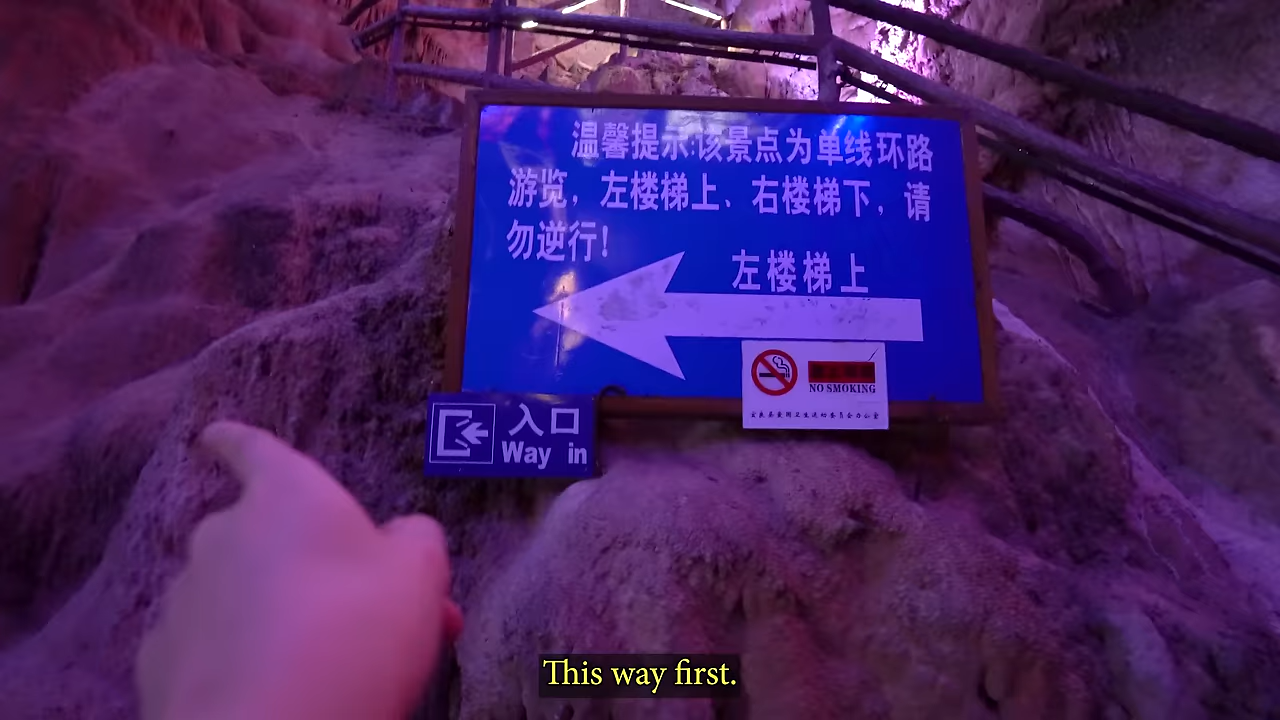 温馨提示:该景点为单线环路
游览，左楼梯上、右楼梯下，请
勿逆行!
左楼梯上
NO SMOKING
入口
Way in
This way first.